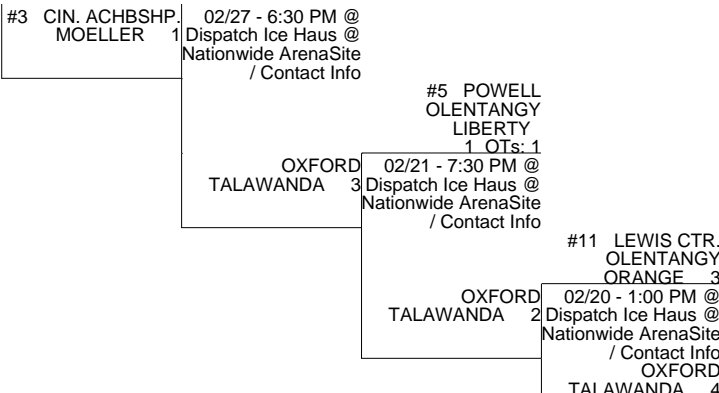 #3 CIN. ACHBSHP.
MOELLER 1
02/27 - 6:30 PM @
Dispatch Ice Haus @
Nationwide ArenaSite
/ Contact Info
#5 POWELL
OLENTANGY
LIBERTY
1 OTs: 1
OXFORD
TALAWANDA 3
02/21 - 7:30 PM @
Dispatch Ice Haus @
Nationwide ArenaSite
/ Contact Info
#11 LEWIS CTR.
OLENTANGY
ORANGE 3
OXFORD
TALAWANDA 2
02/20 - 1:00 PM @
Dispatch Ice Haus @
Nationwide ArenaSite
/ Contact Info
OXFORD
TALAWANDA 4